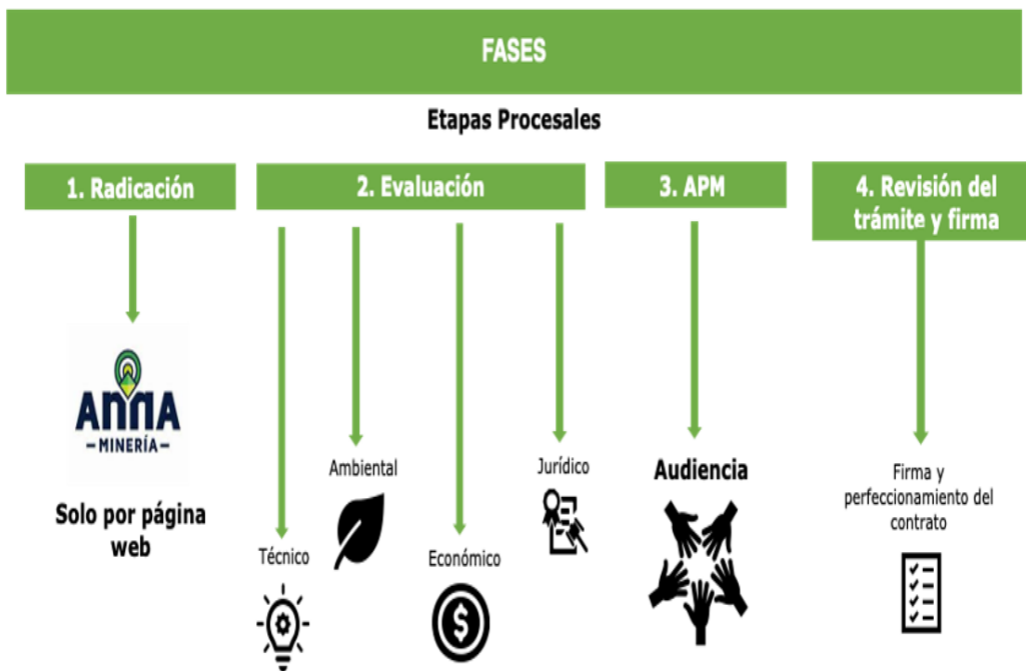 FASES
Etapas Procesales
1. Radicación
2. Evaluación
3. APM
4. Revisión del
trámite y firma
ANNA
–MINERÍA–
Solo por página
web
Técnico
Ambiental
Económico
Jurídico
Audiencia
Firma y
perfeccionamiento del
contrato